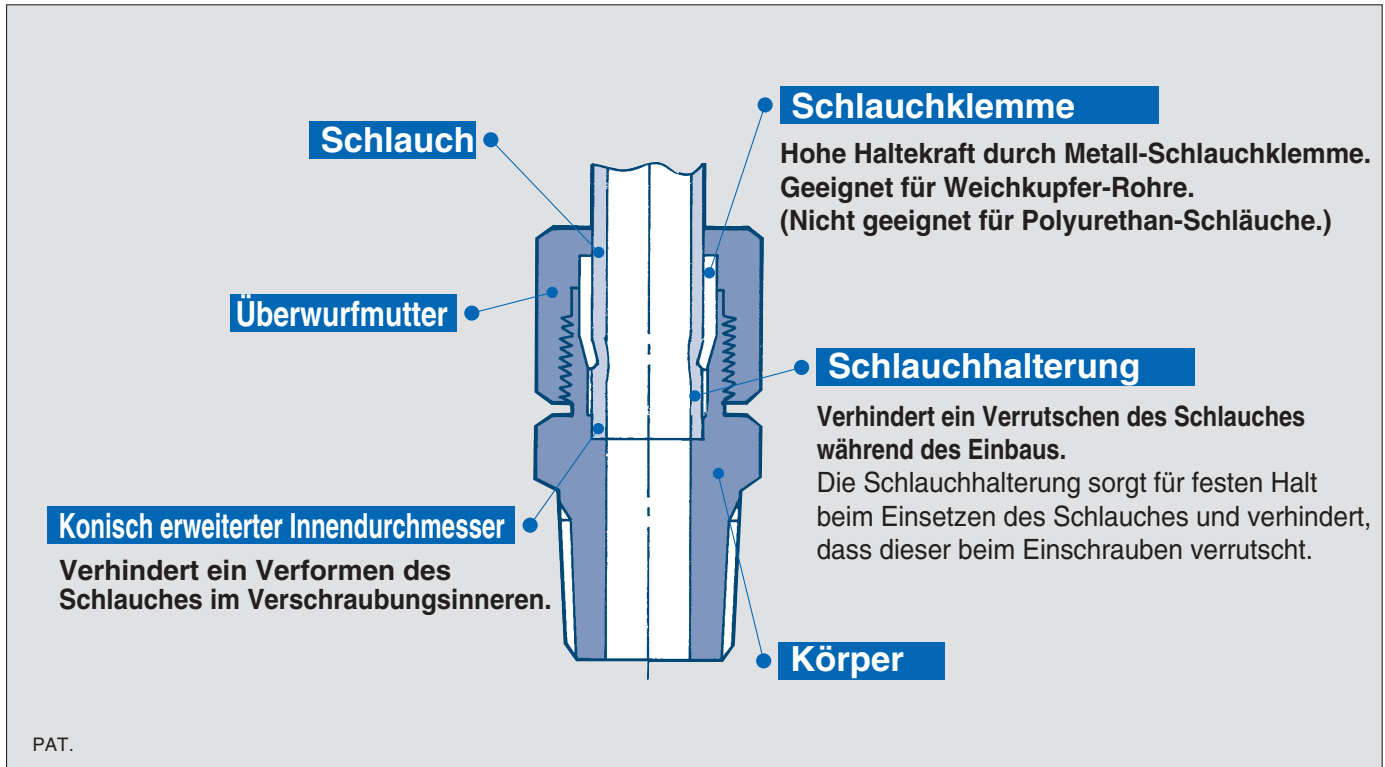 Schlauch
Schlauchklemme
Hohe Haltekraft durch Metall-Schlauchklemme.
Geeignet für Weichkupfer-Rohre.
(Nicht geeignet für Polyurethan-Schläuche.)
Überwurfmutter
Schlauchhalterung
Verhindert ein Verrutschen des Schlauches
während des Einbaus.
Die Schlauchhalterung sorgt für festen Halt
beim Einsetzen des Schlauches und verhindert,
dass dieser beim Einschrauben verrutscht.
Konisch erweiterter Innendurchmesser
Verhindert ein Verformen des
Schlauches im Verschraubungsinneren.
Körper
PAT.